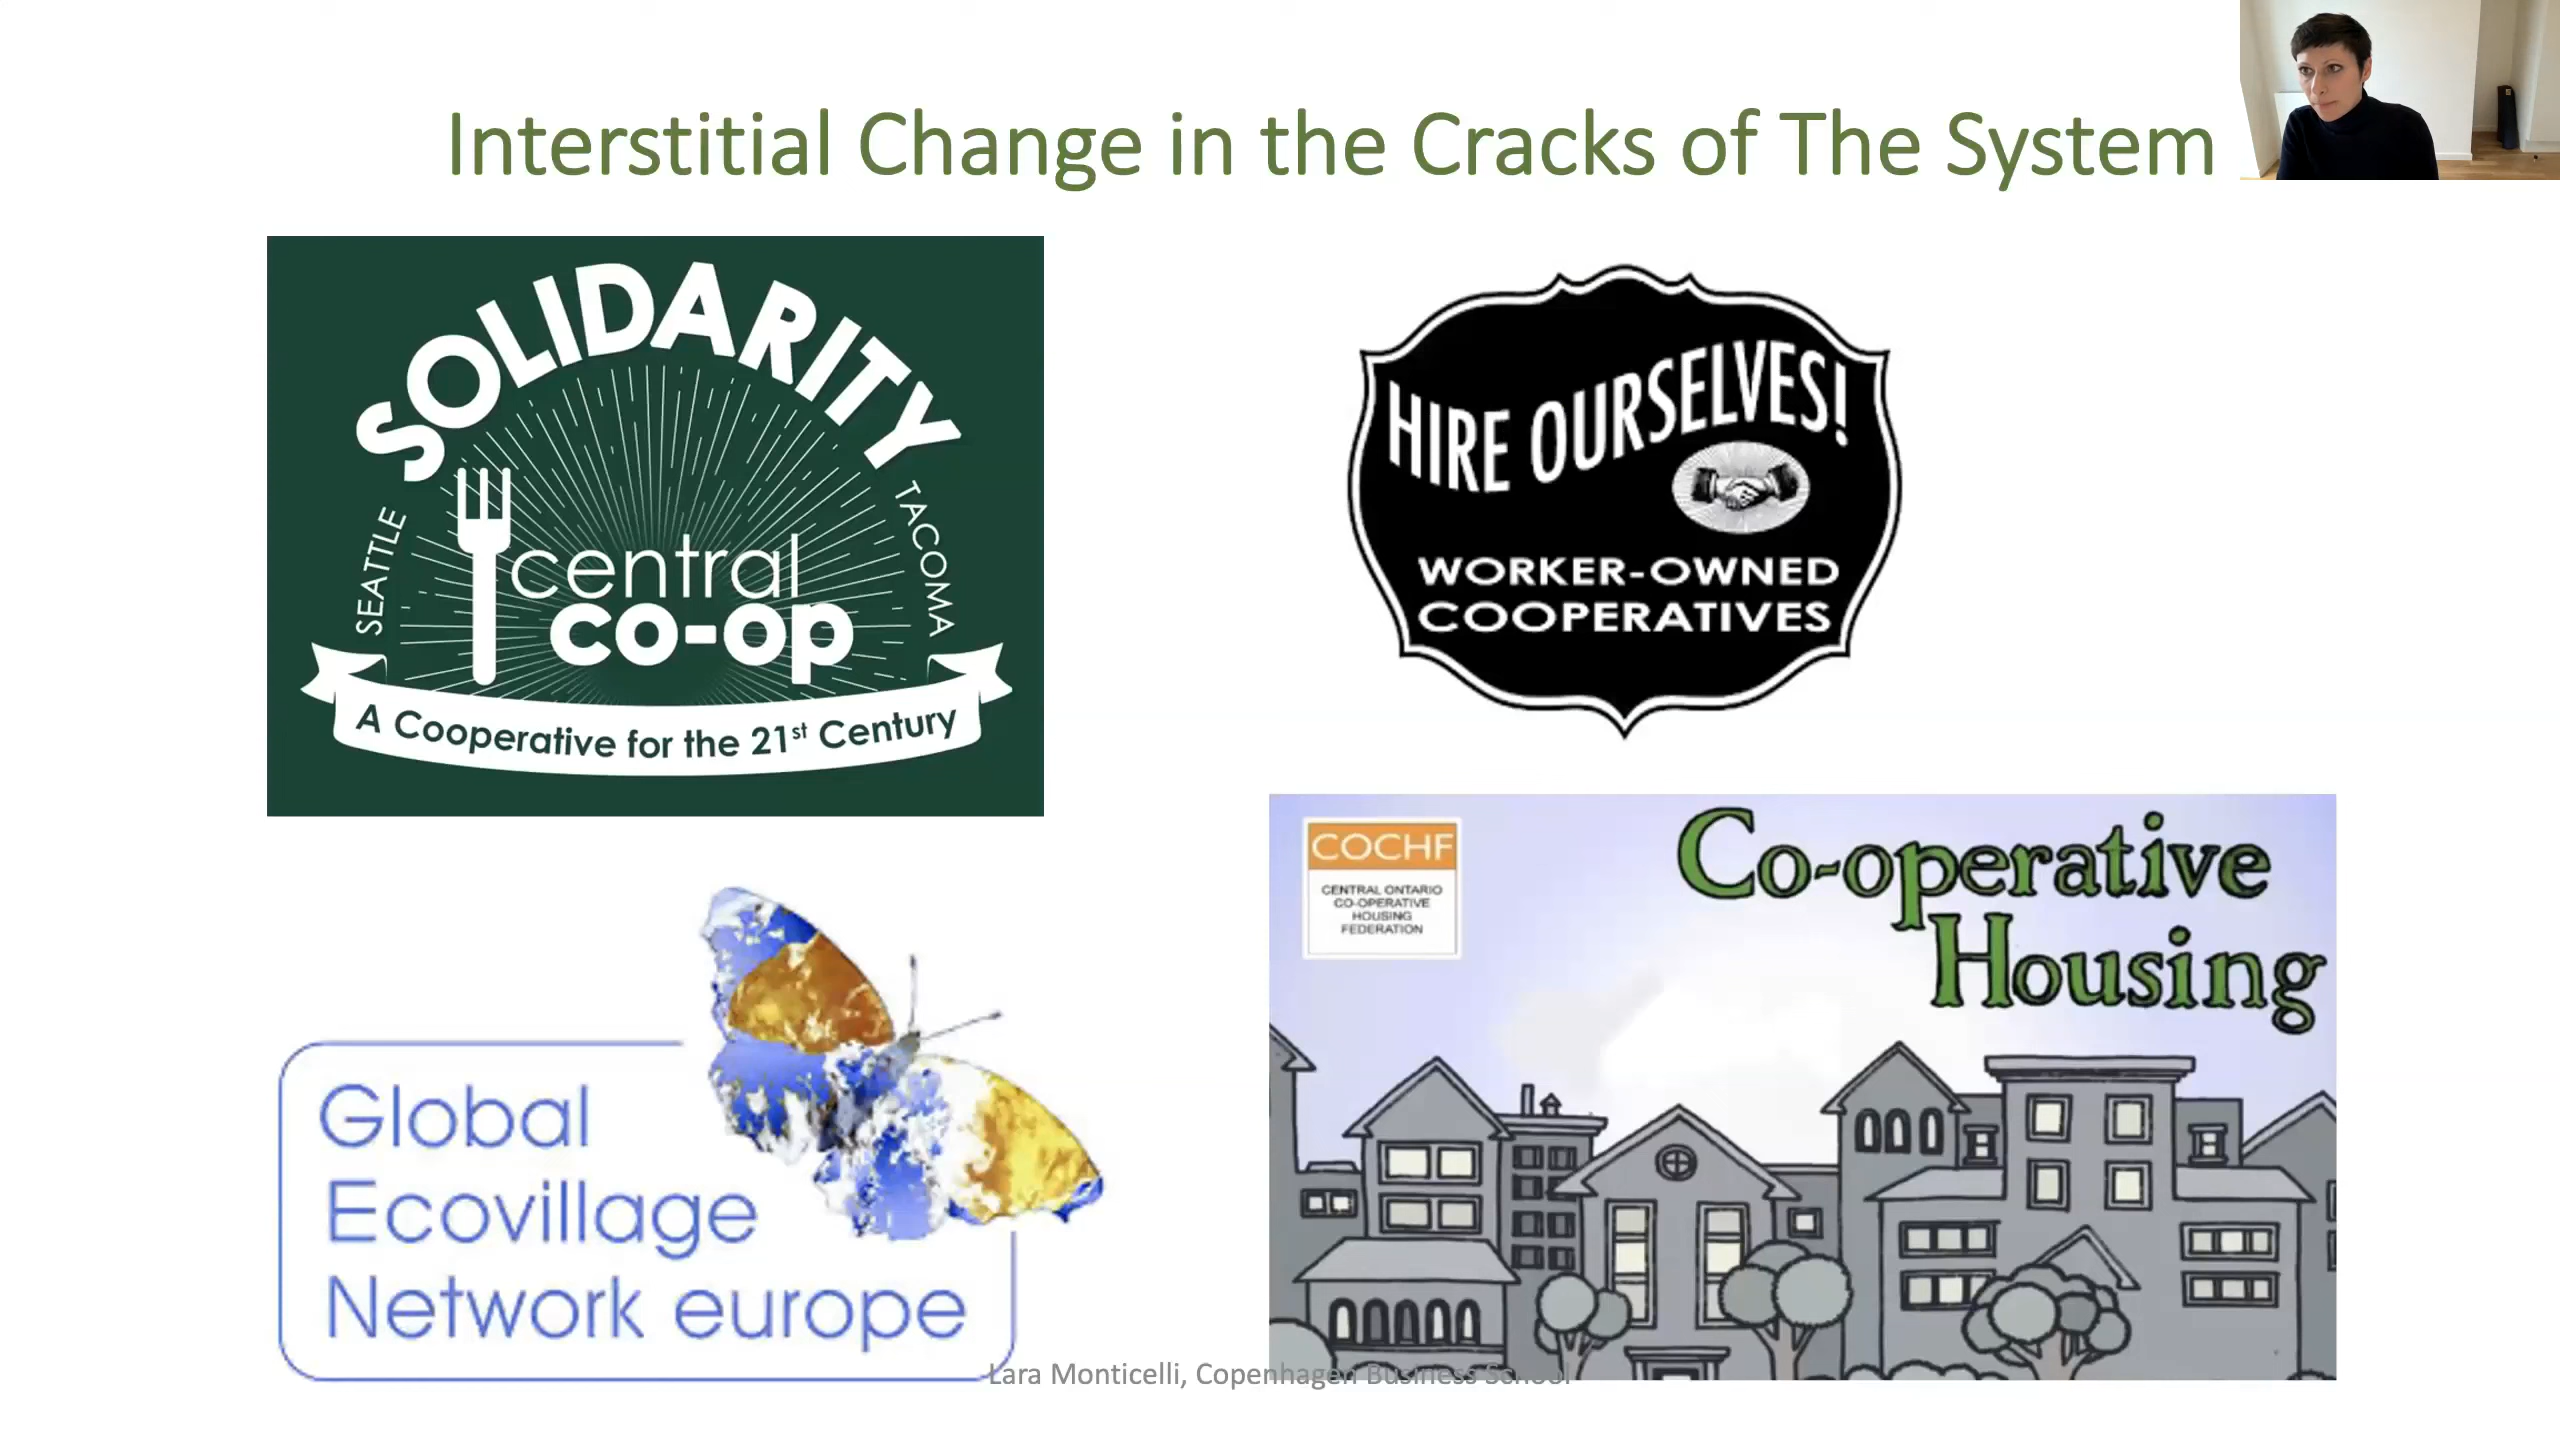 Interstitial Change in the Cracks of The System
SOLIDARITY
SEATTLE
TACOMA
central
co-op
A Cooperative for the 21st Century
HIRE OURSELVES!
WORKER-OWNED
COOPERATIVES
Global
Ecovillage
Network europe
COCHF
CENTRAL ONTARIO
CO-OPERATIVE
HOUSING
FEDERATION
Co-operative
Housing
Lara Monticelli, Copenhagen Business School